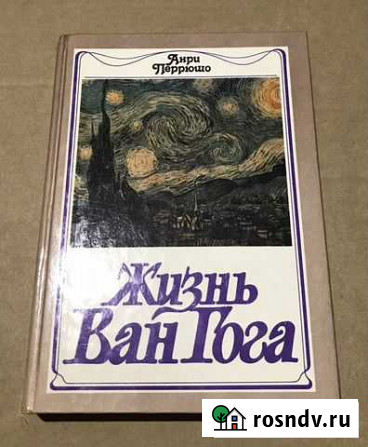 Анри
Перрюшо
Жизнь
Ван Гога
rosndv.ru